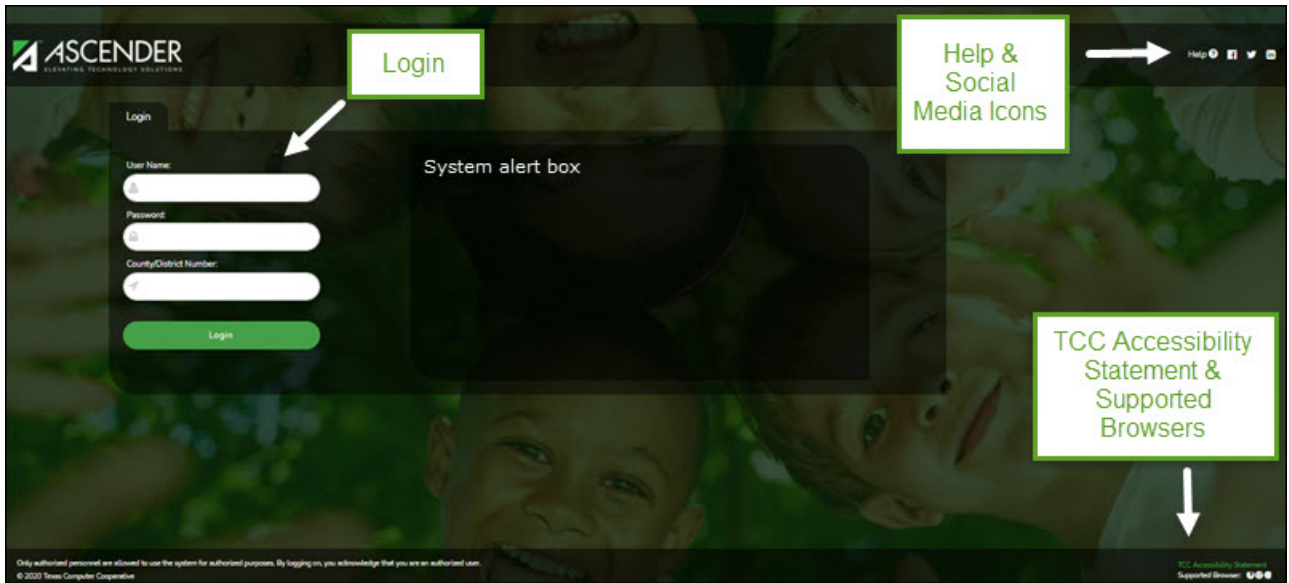 ASCENDER
ELEVATING TECHNOLOGY SOLUTIONS
Login
Help &
Social
Media Icons
Help
Login
User Name:
Password:
County/District Number:
Login
System alert box
TCC Accessibility
Statement &
Supported
Browsers
Only authorized personnel are allowed to use the system for authorized purposes. By logging on, you acknowledge that you are an authorized user.
© 2020 Texas Computer Cooperative
TCC Accessibility Statement
Supported Browser: